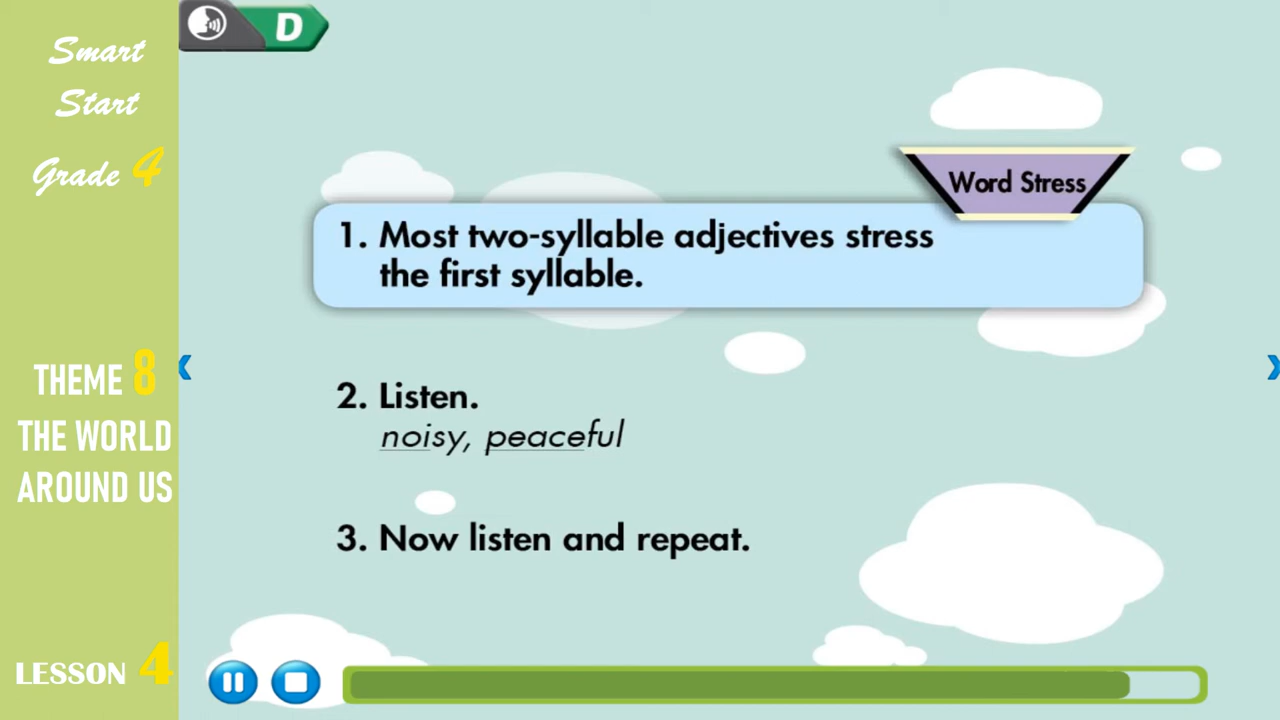 Smart
Start
Grade 4
THEME 8
THE WORLD
AROUND US
LESSON 4
D
Word Stress
1. Most two-syllable adjectives stress
the first syllable.
2. Listen.
noisy, peaceful
3. Now listen and repeat.